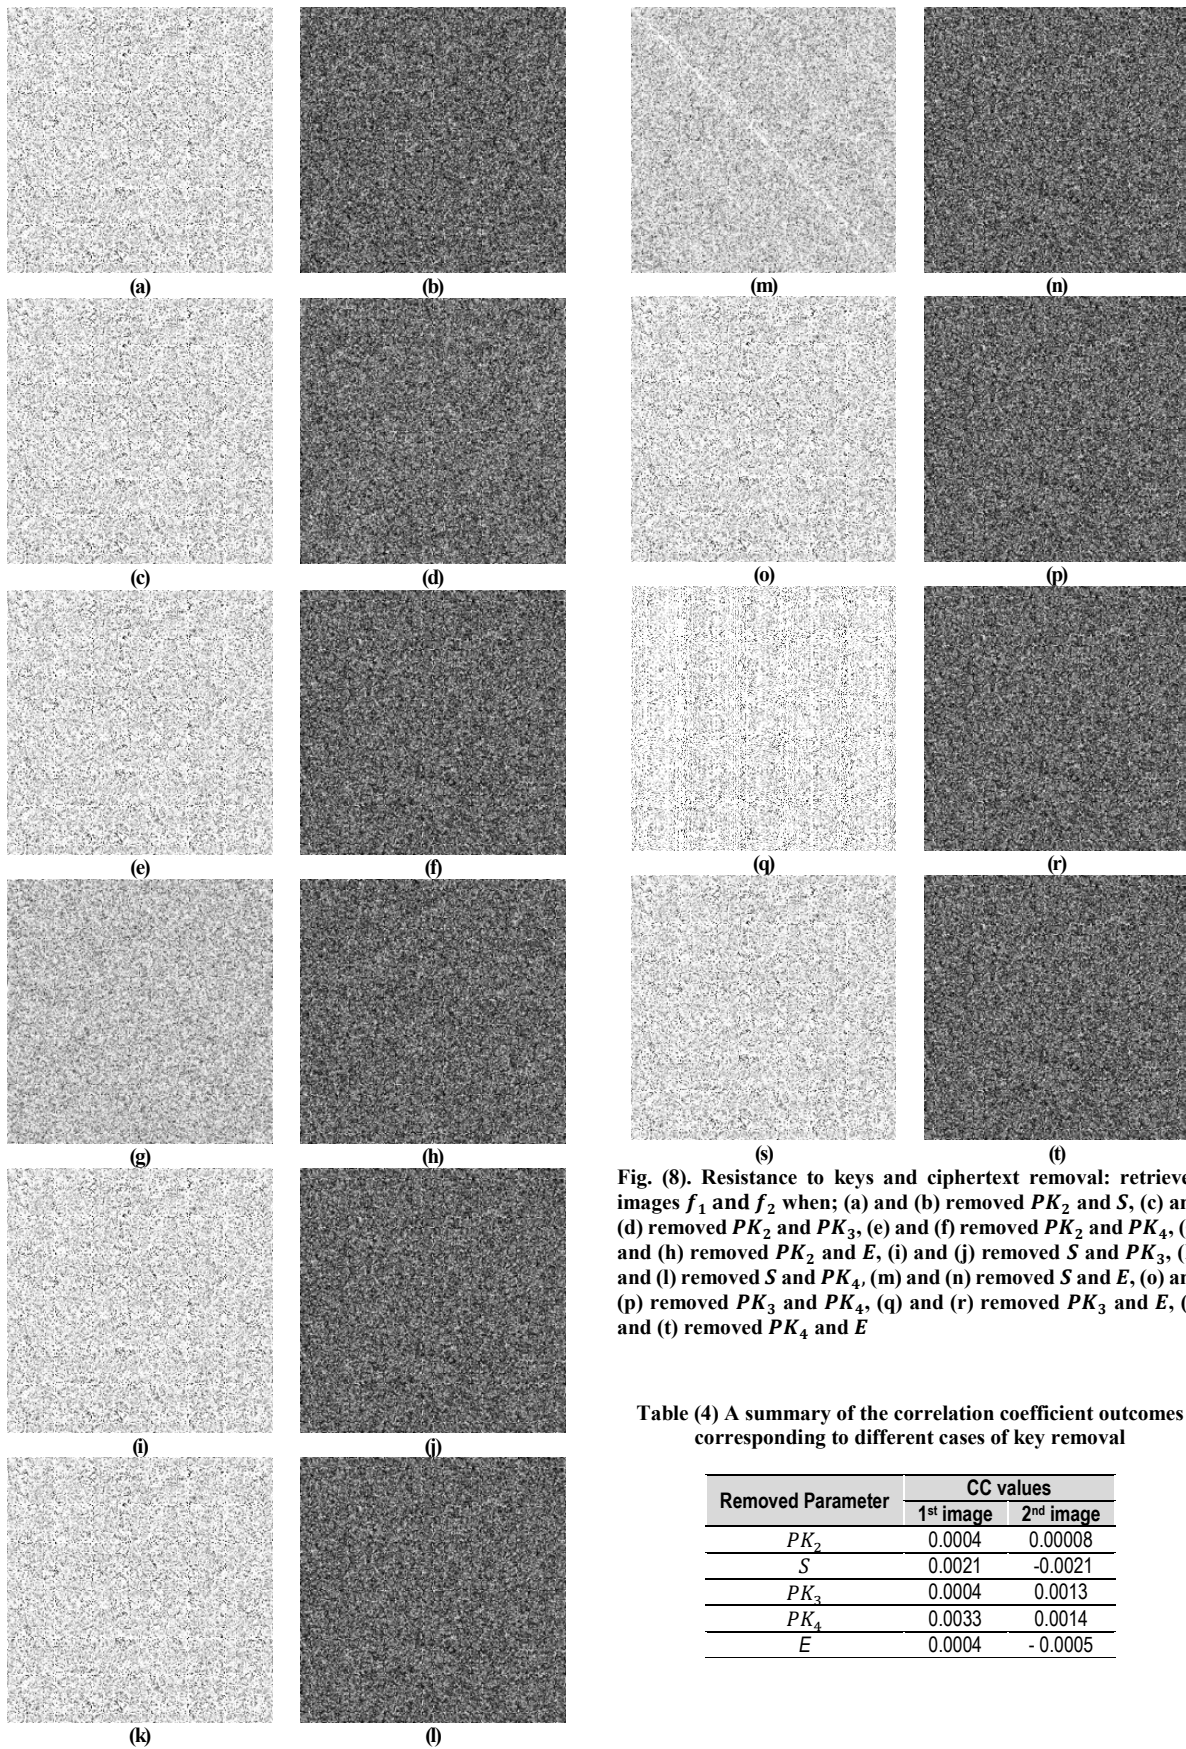 (a)
(b)
(c)
(d)
(e)
(f)
(g)
(h)
(i)
(j)
(k)
(l)
(m)
(n)
(o)
(p)
(q)
(r)
(s)
(t)
Fig. (8). Resistance to keys and ciphertext removal: retrieve
images f₁ and f₂ when; (a) and (b) removed PK₂ and S, (c) an
(d) removed PK₂ and PK₃, (e) and (f) removed PK₂ and PK₄, (
and (h) removed PK₂ and E, (i) and (j) removed S and PK₃, (
and (l) removed S and PK₄, (m) and (n) removed S and E, (o) an
(p) removed PK₃ and PK₄, (q) and (r) removed PK₃ and E, (
and (t) removed PK₄ and E
Table (4) A summary of the correlation coefficient outcomes
corresponding to different cases of key removal
Removed Parameter CC values
1st image 2nd image
PK₂ 0.0004 0.00008
S 0.0021 -0.0021
PK₃ 0.0004 0.0013
PK₄ 0.0033 0.0014
E 0.0004 - 0.0005